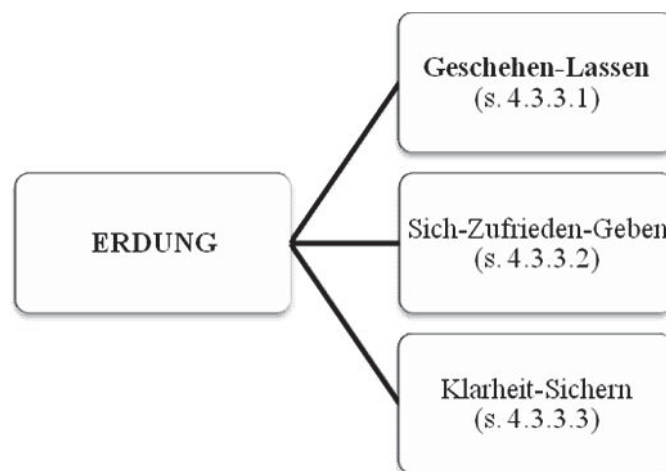 Geschehen-Lassen
(s. 4.3.3.1)
ERDUNG
Sich-Zufrieden-Geben
(s. 4.3.3.2)
Klarheit-Sichern
(s. 4.3.3.3)